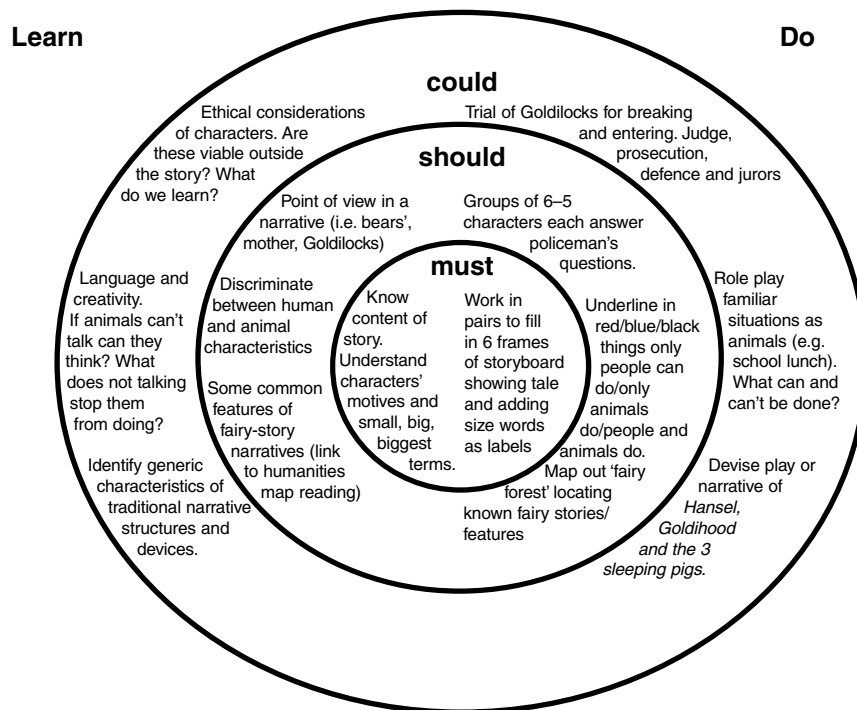 Learn
Do
could
Ethical considerations
of characters. Are
these viable outside
the story? What
do we learn?
Trial of Goldilocks for breaking
and entering. Judge,
prosecution,
defence and jurors
should
Point of view in a
narrative (i.e. bears’,
mother, Goldilocks)
Groups of 6–5
characters each answer
policeman’s
questions.
must
Know
content of
story.
Understand
characters’
motives and
small, big,
biggest
terms.
Work in
pairs to fill
in 6 frames
of storyboard
showing tale
and adding
size words
as labels
Language and
creativity.
If animals can’t
talk can they
think? What
does not talking
stop them
from doing?
Discriminate
between human
and animal
characteristics
Underline in
red/blue/black
things only
people can
do/only
animals
do/people and
animals do.
Role play
familiar
situations as
animals (e.g.
school lunch).
What can and
can’t be done?
Some common
features of
fairy-story
narratives (link
to humanities
map reading)
Map out ‘fairy
forest’ locating
known fairy stories/
features
Identify generic
characteristics of
traditional narrative
structures and
devices.
Devise play or
narrative of
Hansel,
Goldihood
and the 3
sleeping pigs.